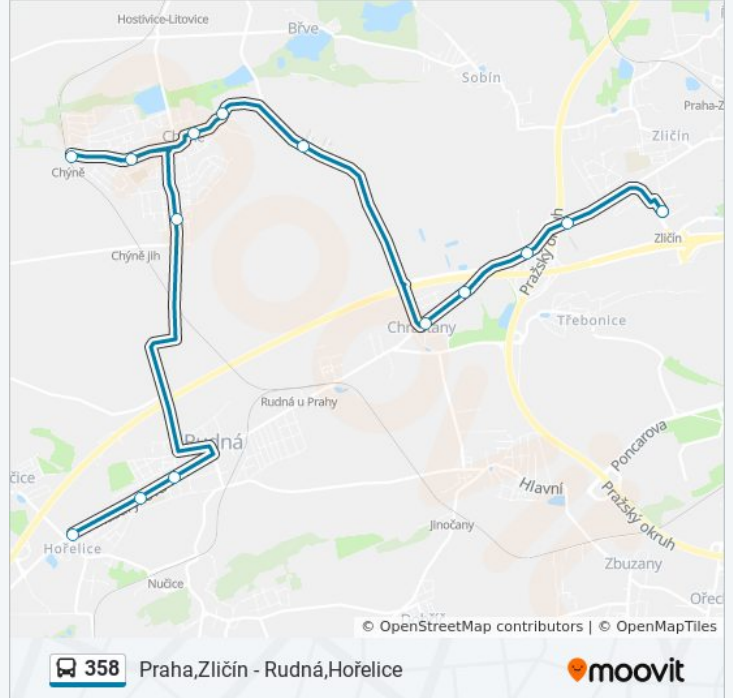 Hostivice-Litovice
Břve
Sobín
Praha-Z
Zličín
Chýně
Zličín
Chýně jih
Pražský okruh
Chrášťany
Třebonice
Rudná u Prahy
Rudná
Poncarova
Hlavní
Pražský okruh
Jinočany
Hořelice
Zbuzany
Nučice
Ořec
© OpenStreetMap contributors | © OpenMapTiles
358 Praha,Zličín - Rudná,Hořelice
moovit